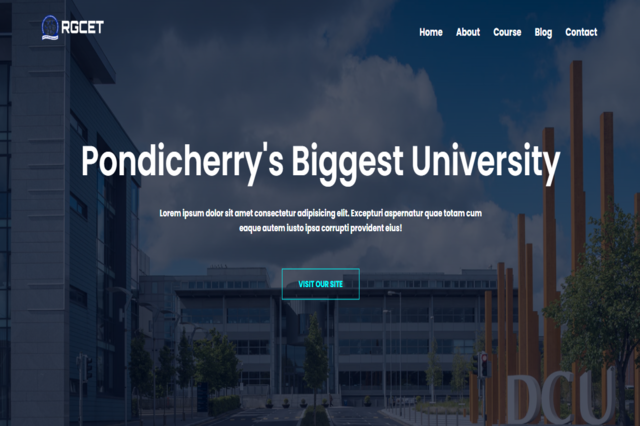 RGCET
Home About Course Blog Contact
Pondicherry's Biggest University
Lorem ipsum dolor sit amet consectetur adipisicing elit. Excepturi aspernatur quae totam cum
eaque autem iusto ipsa corrupti provident eius!
VISIT OUR SITE
DCU